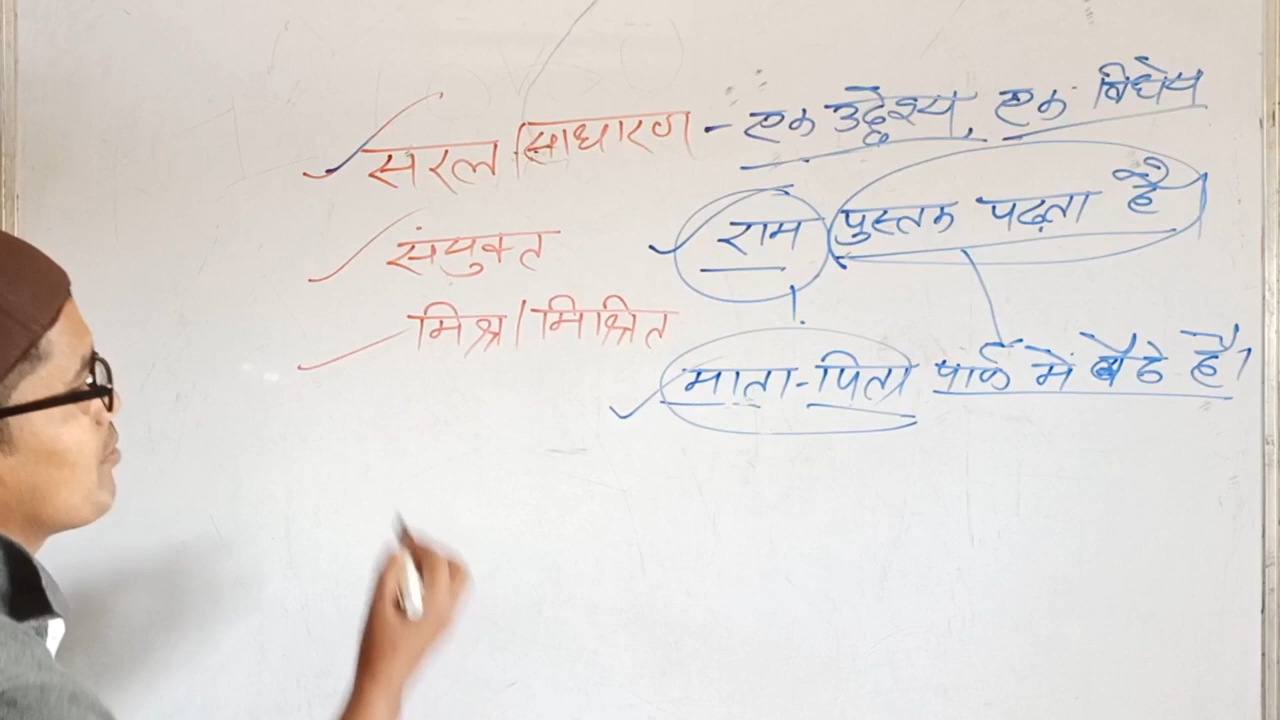 सरल/साधारण - एक उद्देश्य, एक विधेय
संयुक्त
राम पुस्तक पढ़ता है
मिश्र/मिश्रित
माता-पिता पार्क में बैठे है।